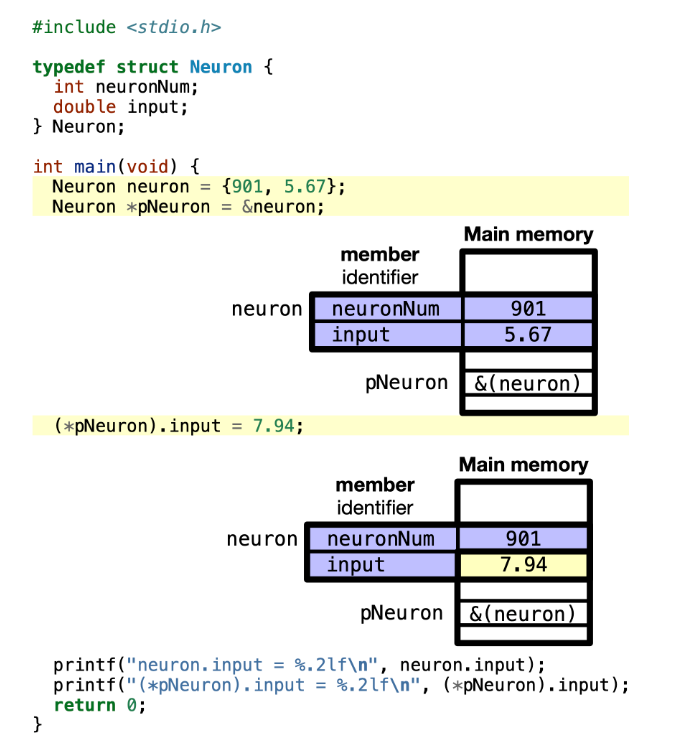 #include <stdio.h>
typedef struct Neuron {
int neuronNum;
double input;
} Neuron;
int main(void) {
Neuron neuron = {901, 5.67};
Neuron *pNeuron = &neuron;
Main memory
member
identifier
neuron neuronNum 901
input 5.67
pNeuron &(neuron)
(*pNeuron).input = 7.94;
Main memory
member
identifier
neuron neuronNum 901
input 7.94
pNeuron &(neuron)
printf("neuron.input = %.2lf\n", neuron.input);
printf("(*pNeuron).input = %.2lf\n", (*pNeuron).input);
return 0;
}